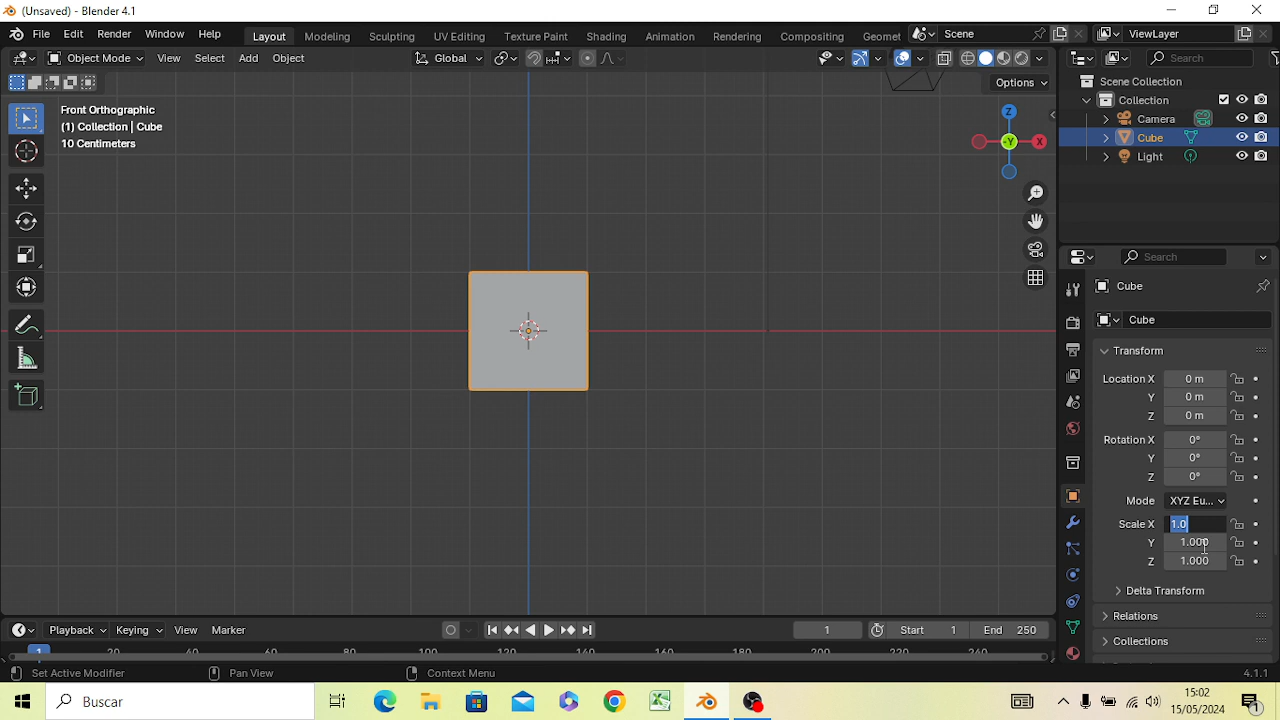 (Unsaved) - Blender 4.1
File Edit Render Window Help Layout Modeling Sculpting UV Editing Texture Paint Shading Animation Rendering Compositing Geomet Scene ViewLayer
Object Mode View Select Add Object Global Search
Options
Front Orthographic
(1) Collection | Cube
10 Centimeters
Z
-Y X
Scene Collection
Collection
Camera
Cube
Light
Search
Cube
Cube
Transform
Location X 0 m
Y 0 m
Z 0 m
Rotation X 0°
Y 0°
Z 0°
Mode XYZ Eu...
Scale X 1.0
Y 1.000
Z 1.000
Delta Transform
Relations
Collections
Playback Keying View Marker 1 Start 1 End 250
1 20 40 60 80 100 120 140 160 180 200 220 240
Set Active Modifier Pan View Context Menu 4.1.1
Buscar
15:02
15/05/2024
1